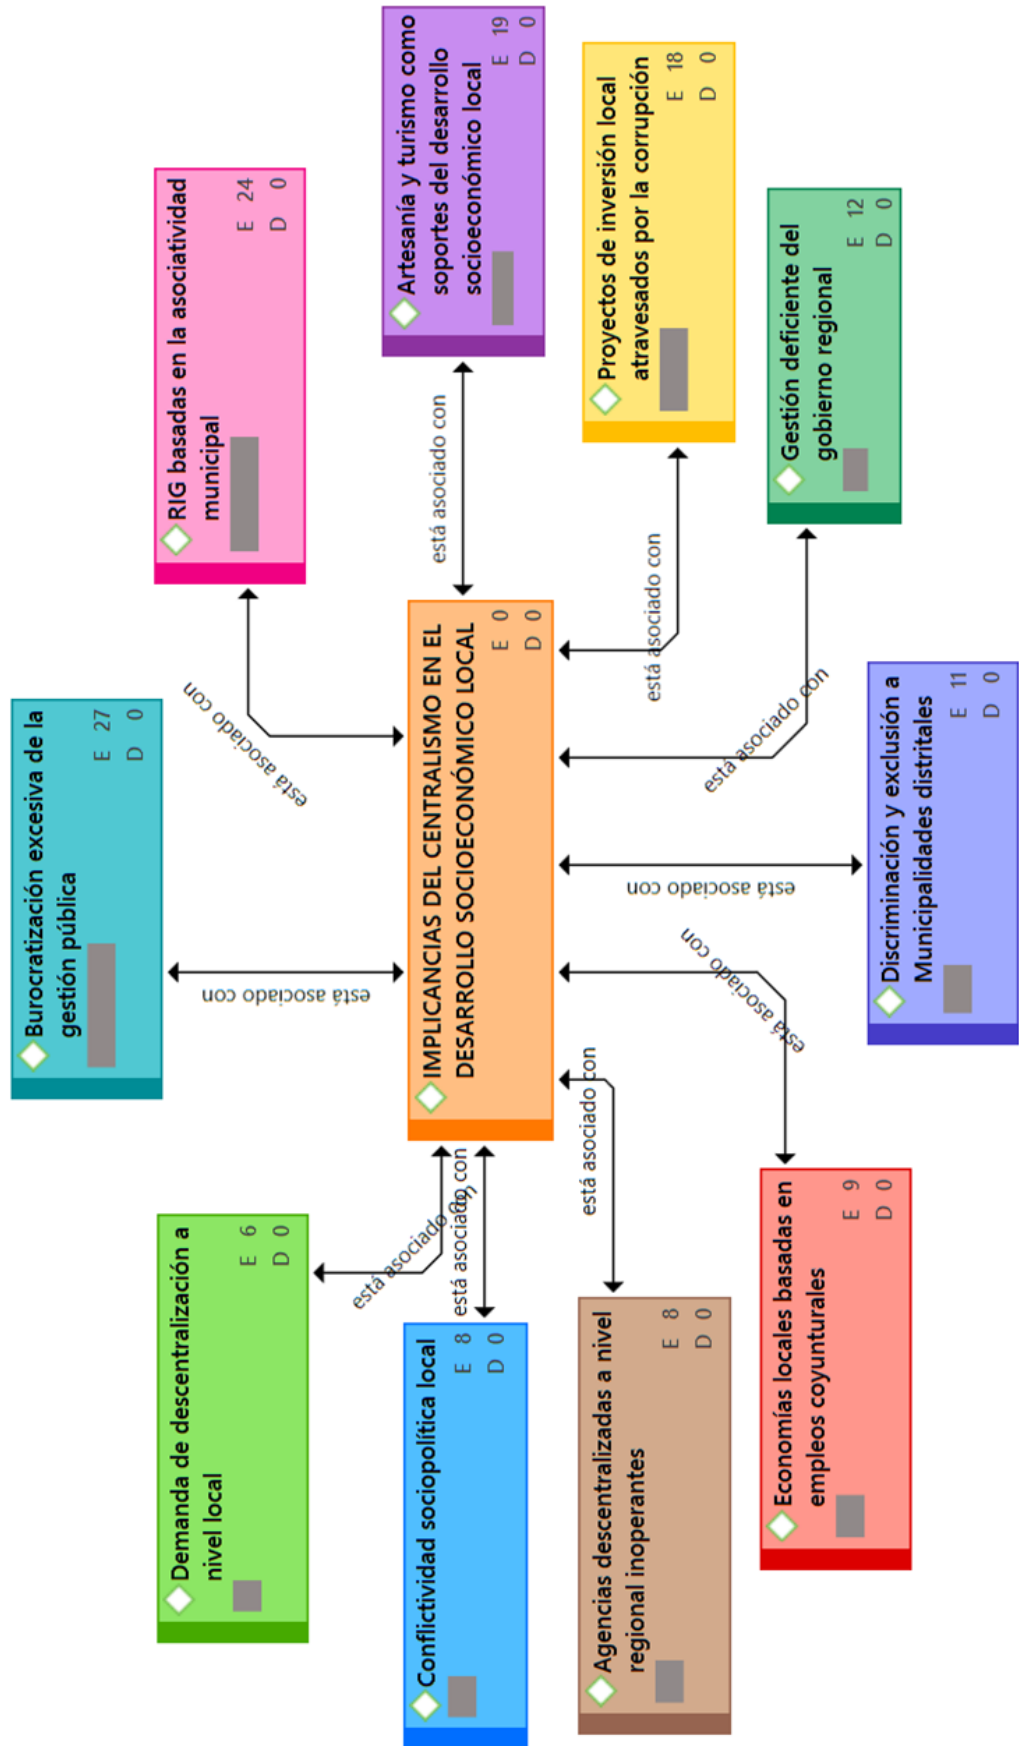 Burocratización excesiva de la
gestión pública
E 27
D 0
RIG basadas en la asociatividad
municipal
E 24
D 0
Artesanía y turismo como
soportes del desarrollo
socioeconómico local
E 19
D 0
Proyectos de inversión local
atravesados por la corrupción
E 18
D 0
Gestión deficiente del
gobierno regional
E 12
D 0
Discriminación y exclusión a
Municipalidades distritales
E 11
D 0
Economías locales basadas en
empleos coyunturales
E 9
D 0
Agencias descentralizadas a nivel
regional inoperantes
E 8
D 0
Conflictividad sociopolítica local
E 8
D 0
Demanda de descentralización a
nivel local
E 6
D 0
IMPLICANCIAS DEL CENTRALISMO EN EL
DESARROLLO SOCIOECONÓMICO LOCAL
E 0
D 0
está asociado con
está asociado con
está asociado con
está asociado con
está asociado con
está asociado con
está asociado con
está asociado con
está asociado con
está asociado con